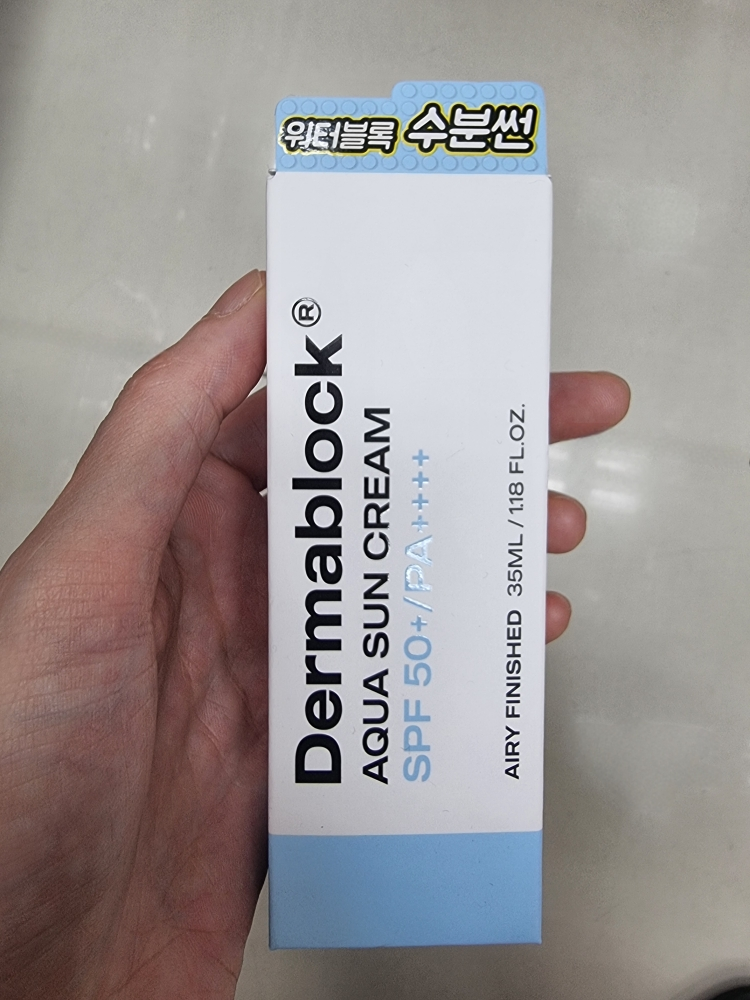 워터블록 수분썬
Dermablock®
AQUA SUN CREAM
SPF 50+/PA++++
AIRY FINISHED 35ML / 1.18 FL.OZ.